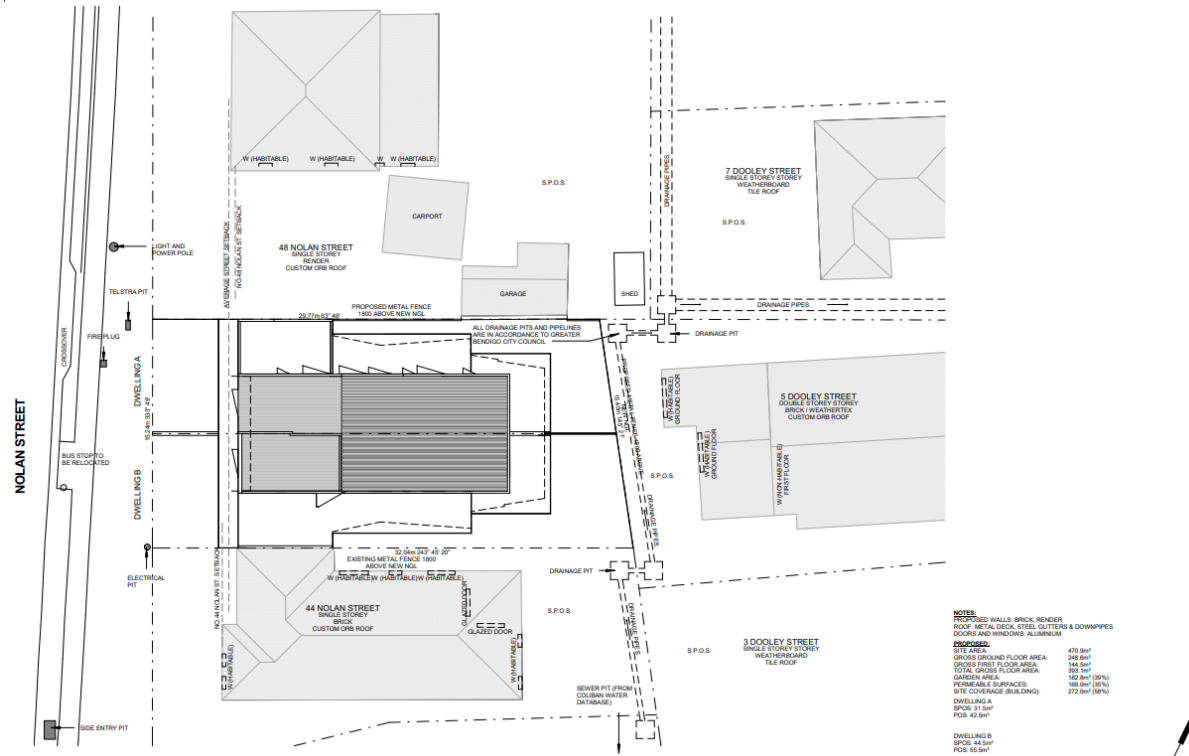 W (HABITABLE)
W (HABITABLE)
W
W (HABITABLE)
S.P.O.S.
CARPORT
48 NOLAN STREET
SINGLE STOREY
RENDER
CUSTOM ORB ROOF
GARAGE
SHED
AVERAGE STREET SETBACK
NO.48 NOLAN ST. SETBACK
LIGHT AND
POWER POLE
TELSTRA PIT
FIRE PLUG
CROSSOVER
NOLAN STREET
BUS STOP TO
BE RELOCATED
DWELLING A
DWELLING B
ELECTRICAL
PIT
SIDE ENTRY PIT
PROPOSED METAL FENCE
1800 ABOVE NEW NGL
ALL DRAINAGE PITS AND PIPELINES
ARE IN ACCORDANCE TO GREATER
BENDIGO CITY COUNCIL
DRAINAGE PIPES
DRAINAGE PIPES
DRAINAGE PIT
7 DOOLEY STREET
SINGLE STOREY STOREY
WEATHERBOARD
TILE ROOF
S.P.O.S.
5 DOOLEY STREET
DOUBLE STOREY STOREY
BRICK / WEATHERTEX
CUSTOM ORB ROOF
W (HABITABLE)
GROUND FLOOR
W (HABITABLE)
GROUND FLOOR
W (NON-HABITABLE)
FIRST FLOOR
S.P.O.S.
DRAINAGE PIPES
DRAINAGE PIT
32.04m 243° 45' 20"
EXISTING METAL FENCE 1800
ABOVE NEW NGL
W (HABITABLE)
W (HABITABLE)
W (HABITABLE)
NO.44 NOLAN ST. SETBACK
44 NOLAN STREET
SINGLE STOREY
BRICK
CUSTOM ORB ROOF
GLAZED DOOR
GLAZED DOOR
W (HABITABLE)
W (HABITABLE)
S.P.O.S.
DRAINAGE PIPES
SEWER PIT (FROM
COLIBAN WATER
DATABASE)
S.P.O.S.
3 DOOLEY STREET
SINGLE STOREY STOREY
WEATHERBOARD
TILE ROOF
NOTES:
PROPOSED WALLS: BRICK, RENDER
ROOF: METAL DECK, STEEL GUTTERS & DOWNPIPES
DOORS AND WINDOWS: ALUMINIUM
PROPOSED:
SITE AREA: 470.9m²
GROSS GROUND FLOOR AREA: 248.6m²
GROSS FIRST FLOOR AREA: 144.5m²
TOTAL GROSS FLOOR AREA: 393.1m²
GARDEN AREA: 182.8m² (39%)
PERMEABLE SURFACES: 168.0m² (35%)
SITE COVERAGE (BUILDING): 272.0m² (58%)
DWELLING A
SPOS: 31.5m²
POS: 42.5m²
DWELLING B
SPOS: 44.5m²
POS: 55.5m²